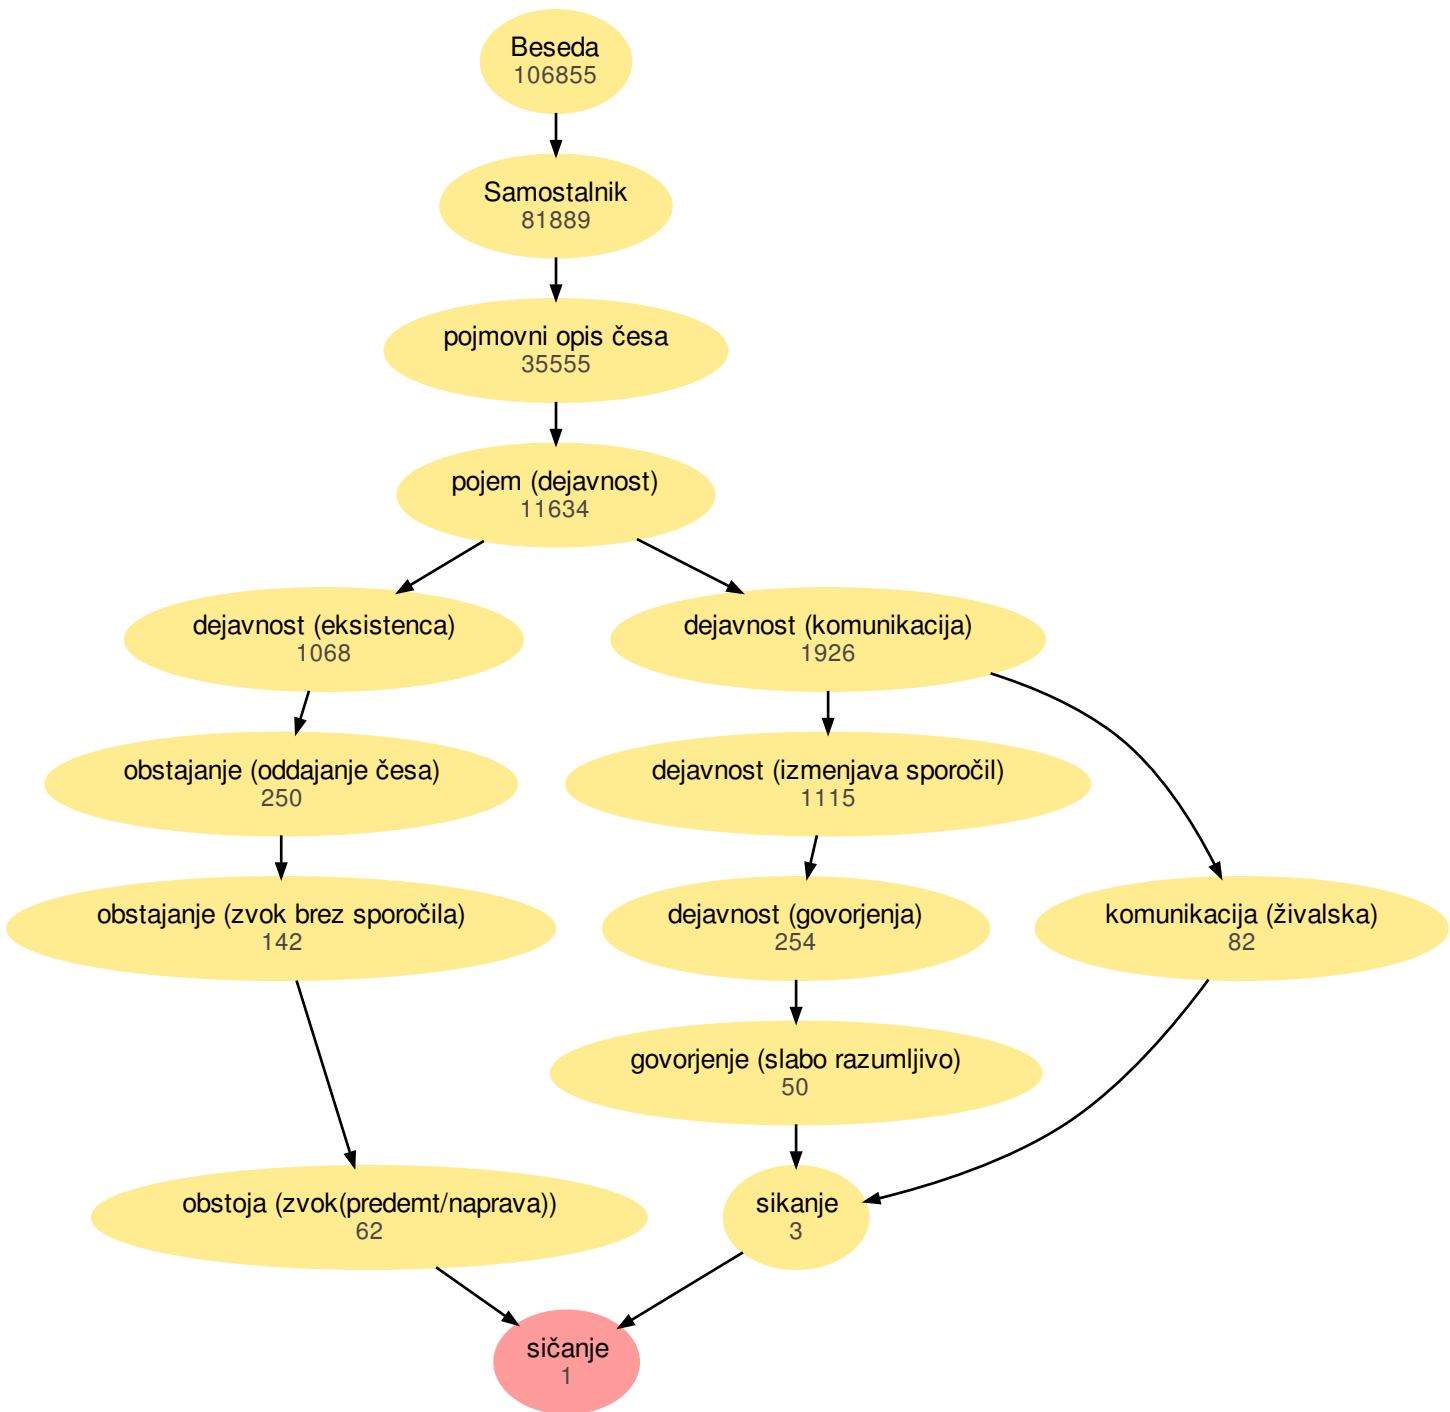 Beseda
106855
Samostalnik
81889
pojmovni opis česa
35555
pojem (dejavnost)
11634
dejavnost (eksistenca)
1068
dejavnost (komunikacija)
1926
obstajanje (oddajanje česa)
250
dejavnost (izmenjava sporočil)
1115
obstajanje (zvok brez sporočila)
142
dejavnost (govorjenja)
254
komunikacija (živalska)
82
govorjenje (slabo razumljivo)
50
obstoja (zvok(predemt/naprava))
62
sikanje
3
sičanje
1